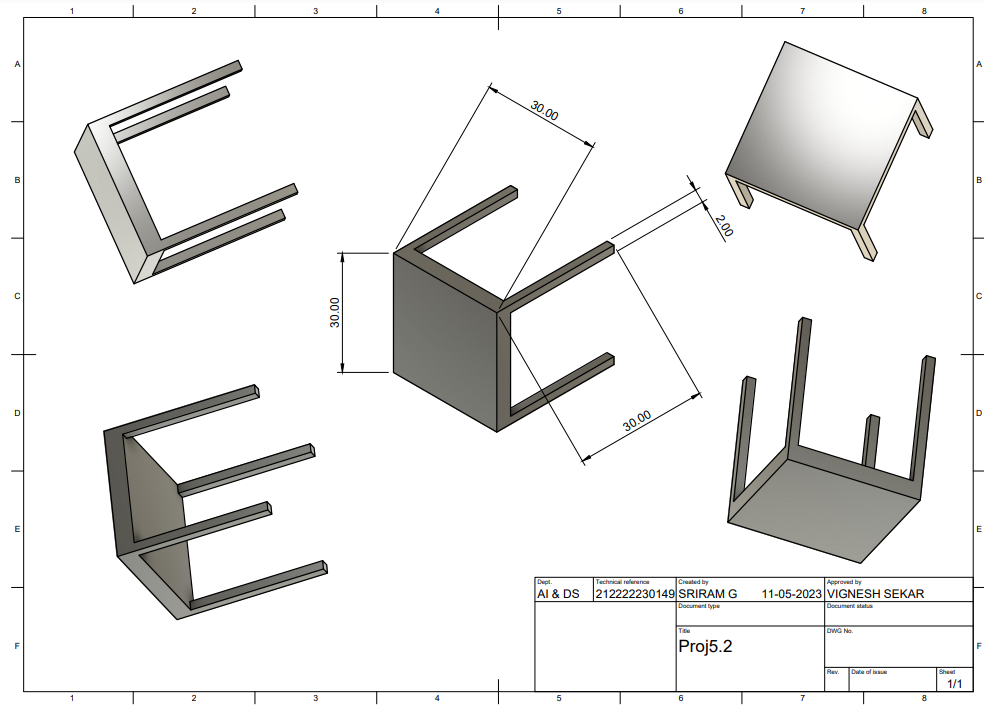 1 2 3 4 5 6 7 8
A A
B B
C C
D D
E E
F F
30.00
2.00
30.00
30.00
Dept. Technical reference Created by Approved by
AI & DS 212222230149 SRIRAM G 11-05-2023 VIGNESH SEKAR
Document type Document status
Title DWG No.
Proj5.2
Rev. Date of issue Sheet
1/1
1 2 3 4 5 6 7 8